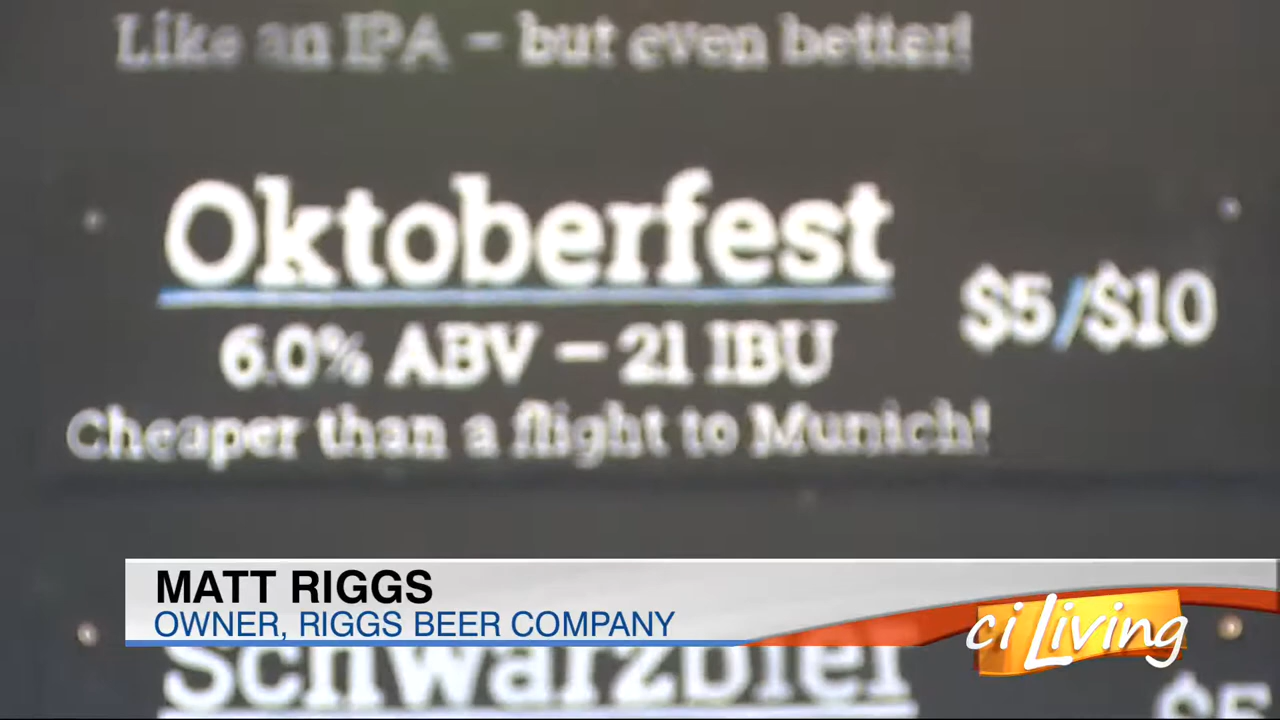 Like an IPA – but even better!
Oktoberfest
$5/$10
6.0% ABV – 21 IBU
Cheaper than a flight to Munich!
MATT RIGGS
OWNER, RIGGS BEER COMPANY
ciLiving
Schwarzbier
$5